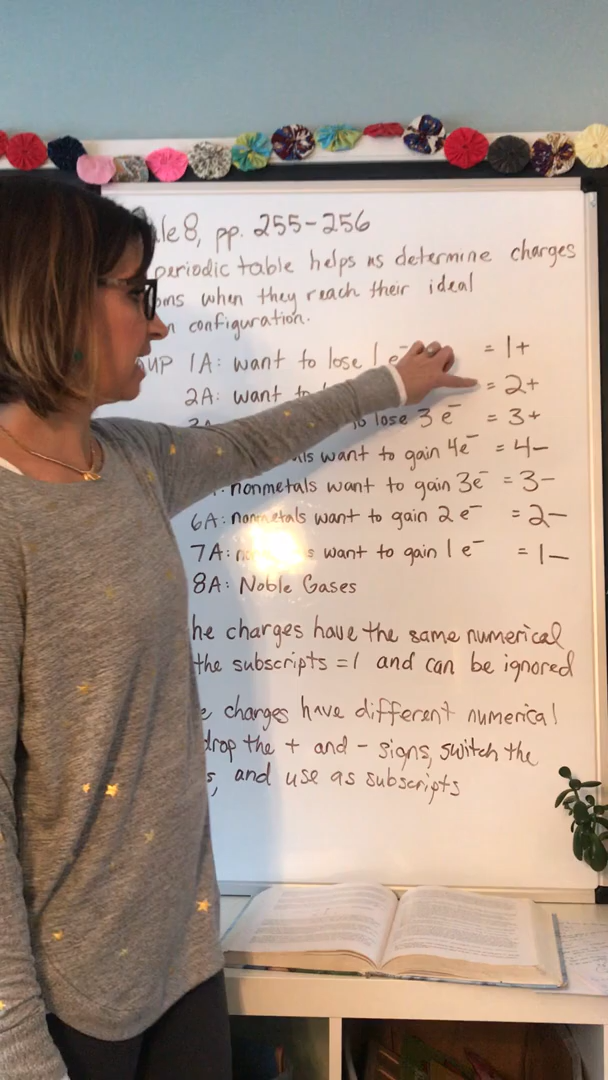 le 8, pp. 255-256
periodic table helps us determine charges
oms when they reach their ideal
n configuration.
UP 1A: want to lose 1 e⁻ = 1+
2A: want to = 2+
3A to lose 3 e⁻ = 3+
ls want to gain 4e⁻ = 4-
nonmetals want to gain 3e⁻ = 3-
6A: nonmetals want to gain 2 e⁻ = 2-
7A: n s want to gain 1 e⁻ = 1-
8A: Noble Gases
he charges have the same numerical
the subscripts = 1 and can be ignored
e charges have different numerical
drop the + and - signs, switch the
s, and use as subscripts